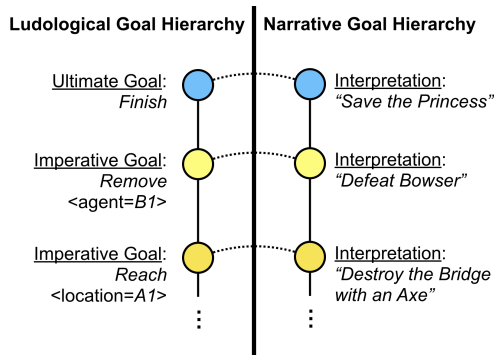 Ludological Goal Hierarchy
Ultimate Goal:
Finish
Imperative Goal:
Remove
<agent=B1>
Imperative Goal:
Reach
<location=A1>
⋮
Narrative Goal Hierarchy
Interpretation:
“Save the Princess”
Interpretation:
“Defeat Bowser”
Interpretation:
“Destroy the Bridge
with an Axe”
⋮